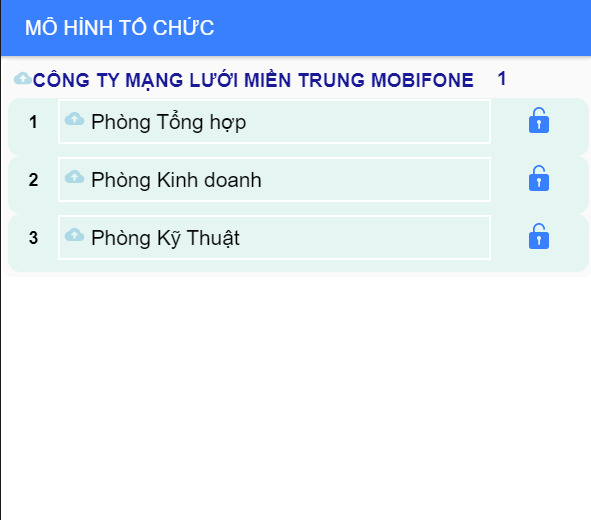 MÔ HÌNH TỔ CHỨC
CÔNG TY MẠNG LƯỚI MIỀN TRUNG MOBIFONE 1
1 Phòng Tổng hợp
2 Phòng Kinh doanh
3 Phòng Kỹ Thuật